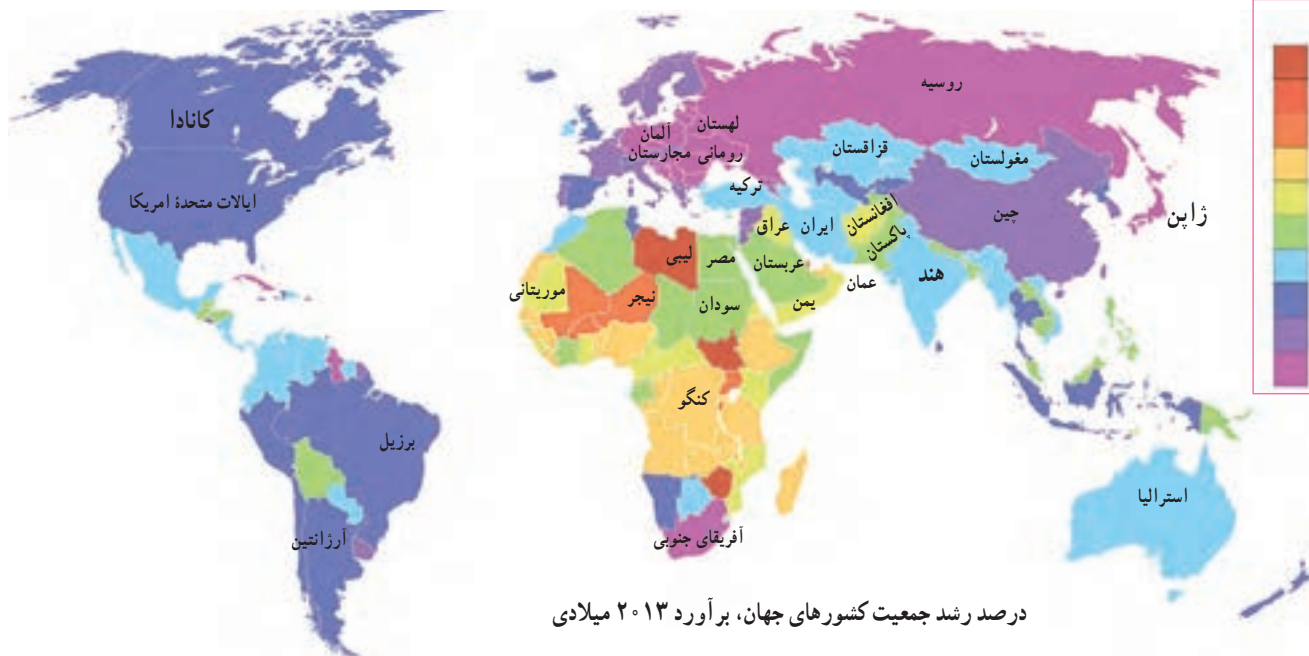 کانادا
ایالات متحدهٔ امریکا
برزیل
آرژانتین
روسیه
لهستان
آلمان
رومانی
مجارستان
قزاقستان
مغولستان
ترکیه
چین
ژاپن
افغانستان
ایران
عراق
پاکستان
هند
لیبی
مصر
عربستان
عمان
موریتانی
نیجر
سودان
یمن
کنگو
استرالیا
آفریقای جنوبی
درصد رشد جمعیت کشورهای جهان، برآورد ۲۰۱۳ میلادی